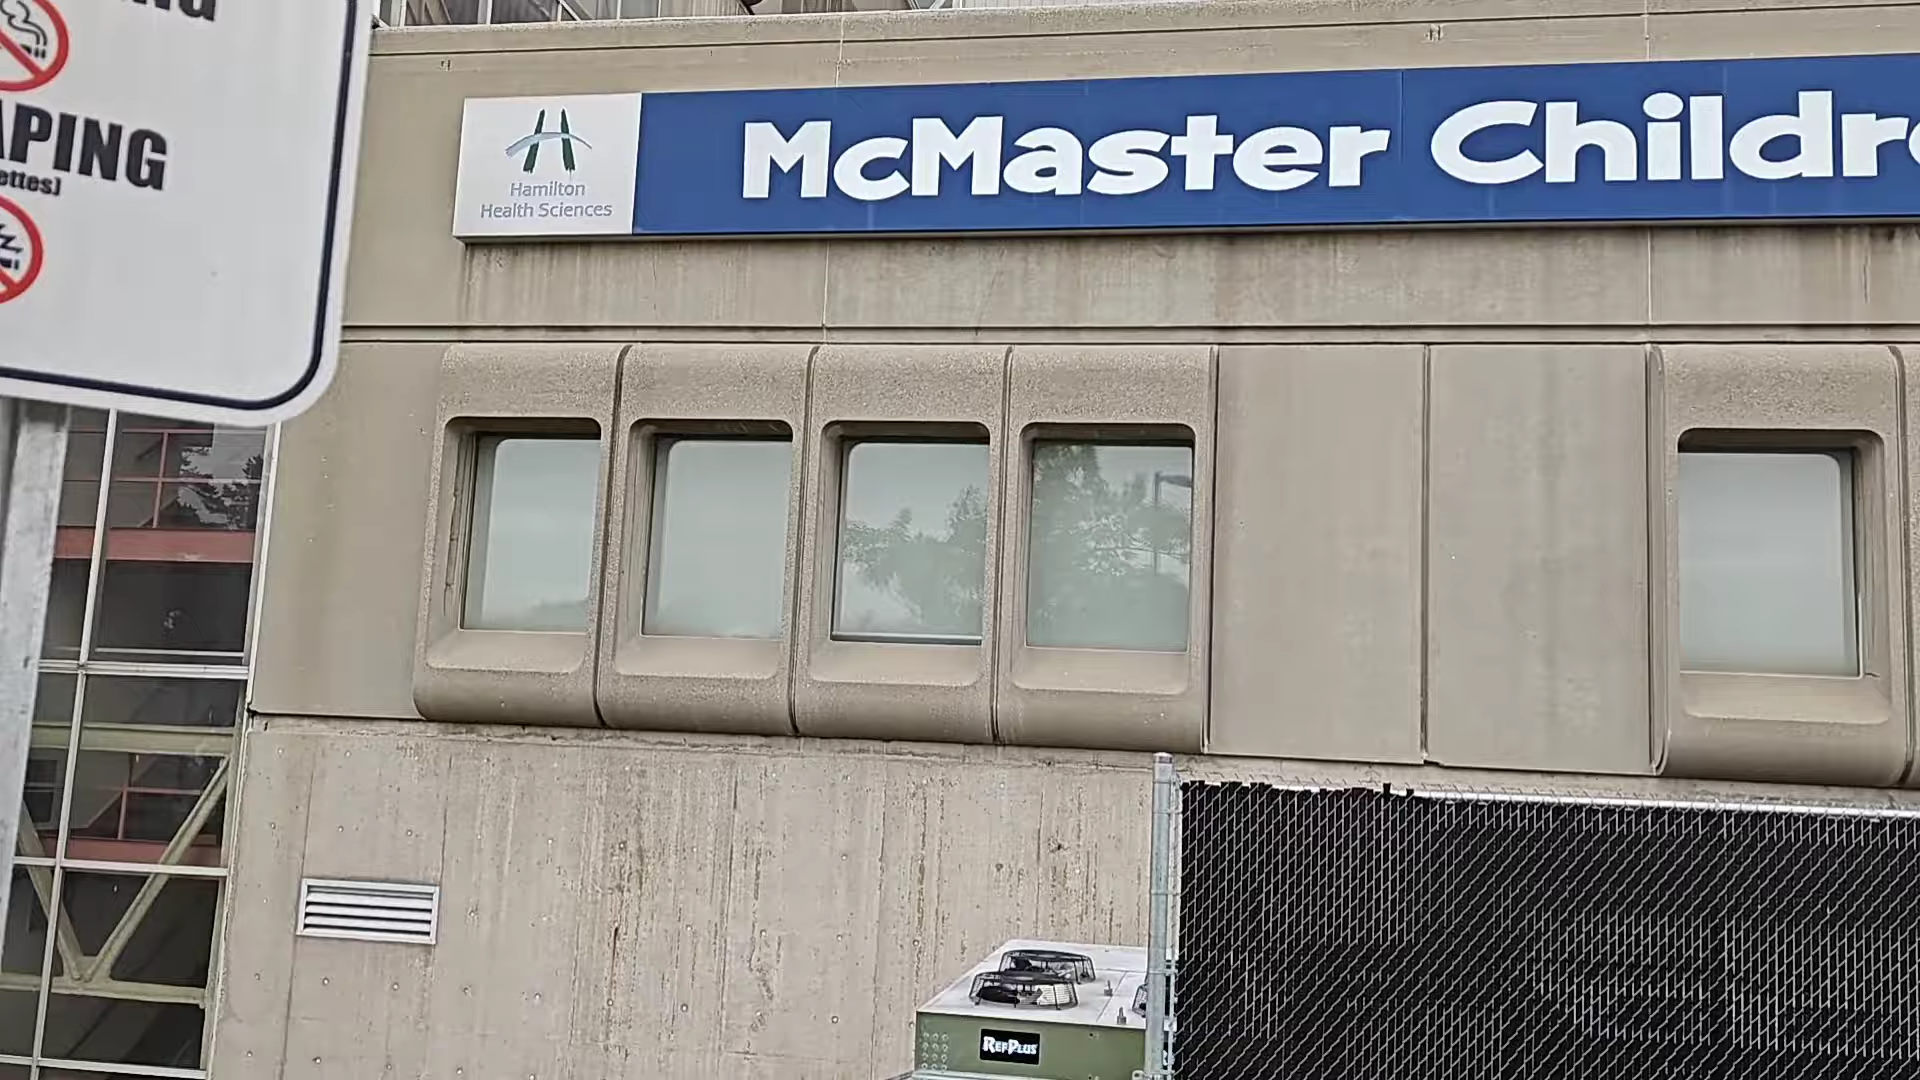 APING
ettes]
Hamilton
Health Sciences
McMaster Childr
RefPlus